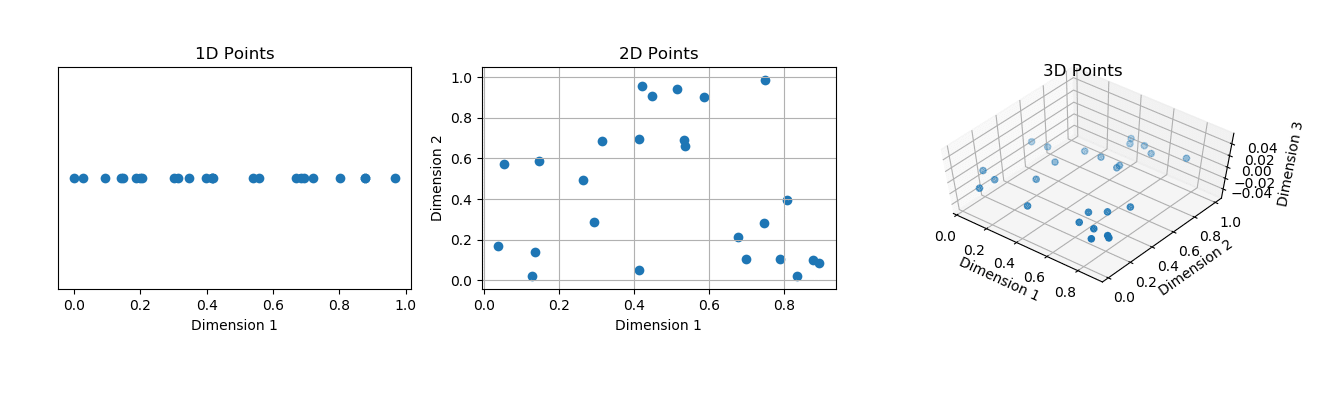 1D Points
0.0 0.2 0.4 0.6 0.8 1.0
Dimension 1
2D Points
1.0
0.8
0.6
0.4
0.2
0.0
Dimension 2
0.0 0.2 0.4 0.6 0.8
Dimension 1
3D Points
0.04
0.02
0.00
−0.02
−0.04
Dimension 3
0.0 0.2 0.4 0.6 0.8
Dimension 1
0.0 0.2 0.4 0.6 0.8 1.0
Dimension 2